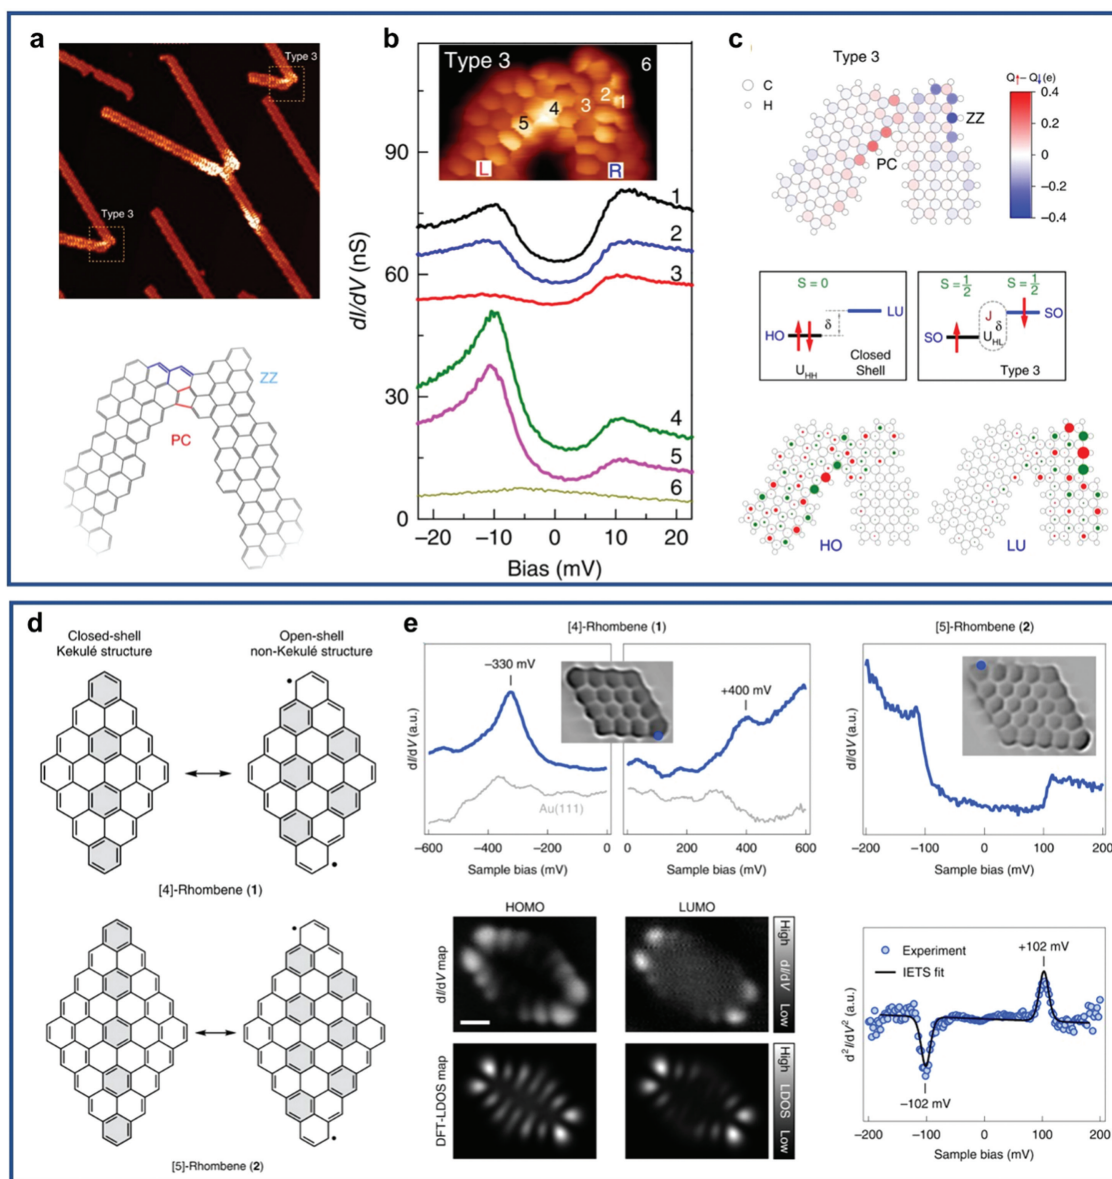 a
Type 3
Type 3
ZZ
PC
b
Type 3
6
2
1
3
4
5
L
R
90
60
30
0
dI/dV (nS)
1
2
3
4
5
6
−20
−10
0
10
20
Bias (mV)
c
Type 3
C
H
ZZ
PC
Q↑− Q↓(e)
0.4
0.2
0
−0.2
−0.4
S = 0
HO
LU
δ
U_HH
Closed
Shell
S = 1/2
S = 1/2
SO
J
δ
U_HL
SO
Type 3
HO
LU
d
Closed-shell
Kekulé structure
Open-shell
non-Kekulé structure
[4]-Rhombene (1)
[5]-Rhombene (2)
e
[4]-Rhombene (1)
−330 mV
+400 mV
Au(111)
dI/dV (a.u.)
−600
−400
−200
0
0
200
400
600
Sample bias (mV)
Sample bias (mV)
[5]-Rhombene (2)
dI/dV (a.u.)
−200
−100
0
100
200
Sample bias (mV)
HOMO
LUMO
dI/dV map
High
dI/dV
Low
DFT-LDOS map
High
LDOS
Low
Experiment
IETS fit
+102 mV
−102 mV
d²I/dV² (a.u.)
−200
−100
0
100
200
Sample bias (mV)